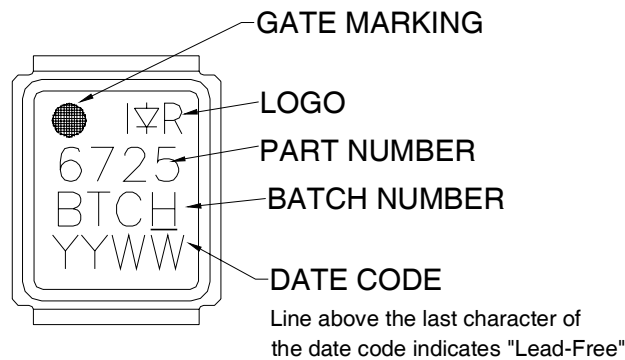 GATE MARKING
I R
LOGO
6725
PART NUMBER
BTCH
BATCH NUMBER
YYWW
DATE CODE
Line above the last character of
the date code indicates "Lead-Free"